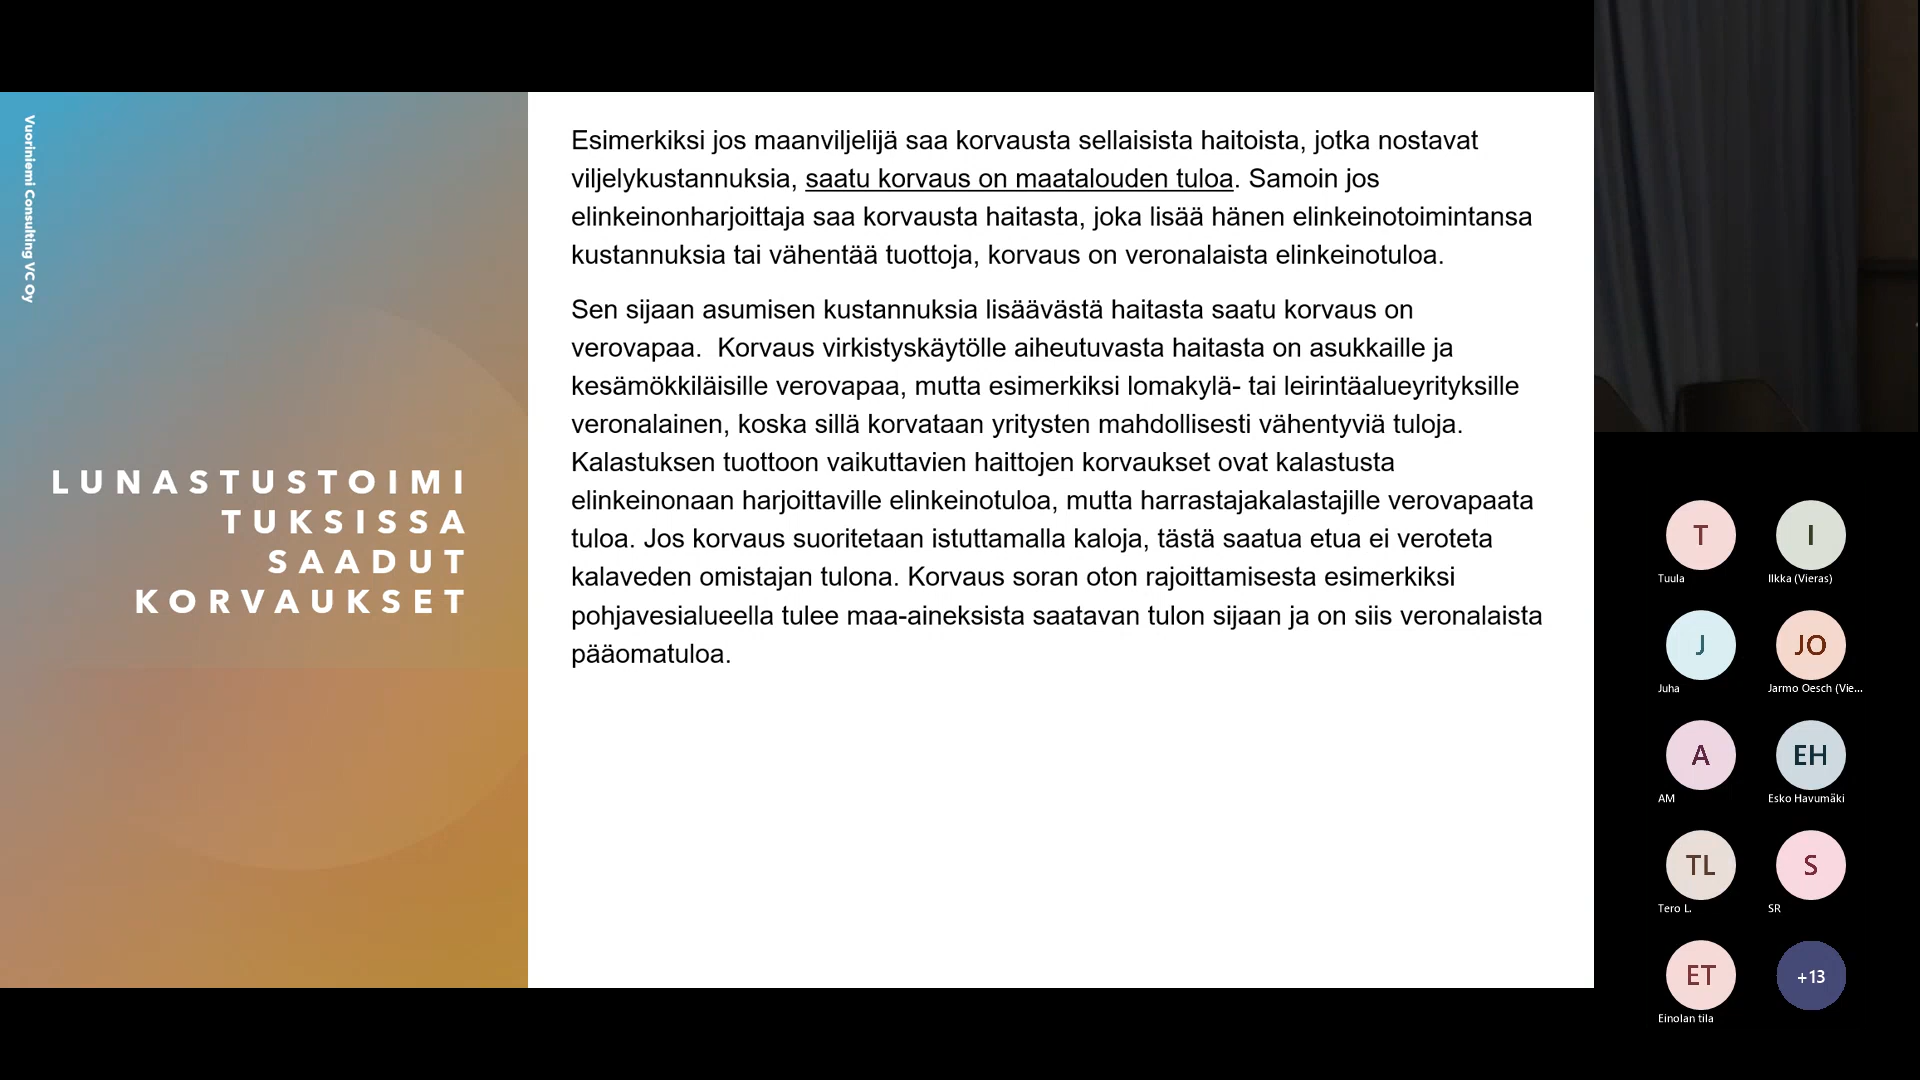 Vuoriniemi Consulting VC Oy
LUNASTUSTOIMI
TUKSISSA
SAADUT
KORVAUKSET
Esimerkiksi jos maanviljelijä saa korvausta sellaisista haitoista, jotka nostavat
viljelykustannuksia, saatu korvaus on maatalouden tuloa. Samoin jos
elinkeinonharjoittaja saa korvausta haitasta, joka lisää hänen elinkeinotoimintansa
kustannuksia tai vähentää tuottoja, korvaus on veronalaista elinkeinotuloa.
Sen sijaan asumisen kustannuksia lisäävästä haitasta saatu korvaus on
verovapaa.  Korvaus virkistyskäytölle aiheutuvasta haitasta on asukkaille ja
kesämökkiläisille verovapaa, mutta esimerkiksi lomakylä- tai leirintäalueyrityksille
veronalainen, koska sillä korvataan yritysten mahdollisesti vähentyviä tuloja.
Kalastuksen tuottoon vaikuttavien haittojen korvaukset ovat kalastusta
elinkeinonaan harjoittaville elinkeinotuloa, mutta harrastajakalastajille verovapaata
tuloa. Jos korvaus suoritetaan istuttamalla kaloja, tästä saatua etua ei veroteta
kalaveden omistajan tulona. Korvaus soran oton rajoittamisesta esimerkiksi
pohjavesialueella tulee maa-aineksista saatavan tulon sijaan ja on siis veronalaista
pääomatuloa.
T
I
Tuula
Ilkka (Vieras)
J
JO
Juha
Jarmo Oesch (Vie...
A
EH
AM
Esko Havumäki
TL
S
Tero L.
SR
ET
+13
Einolan tila